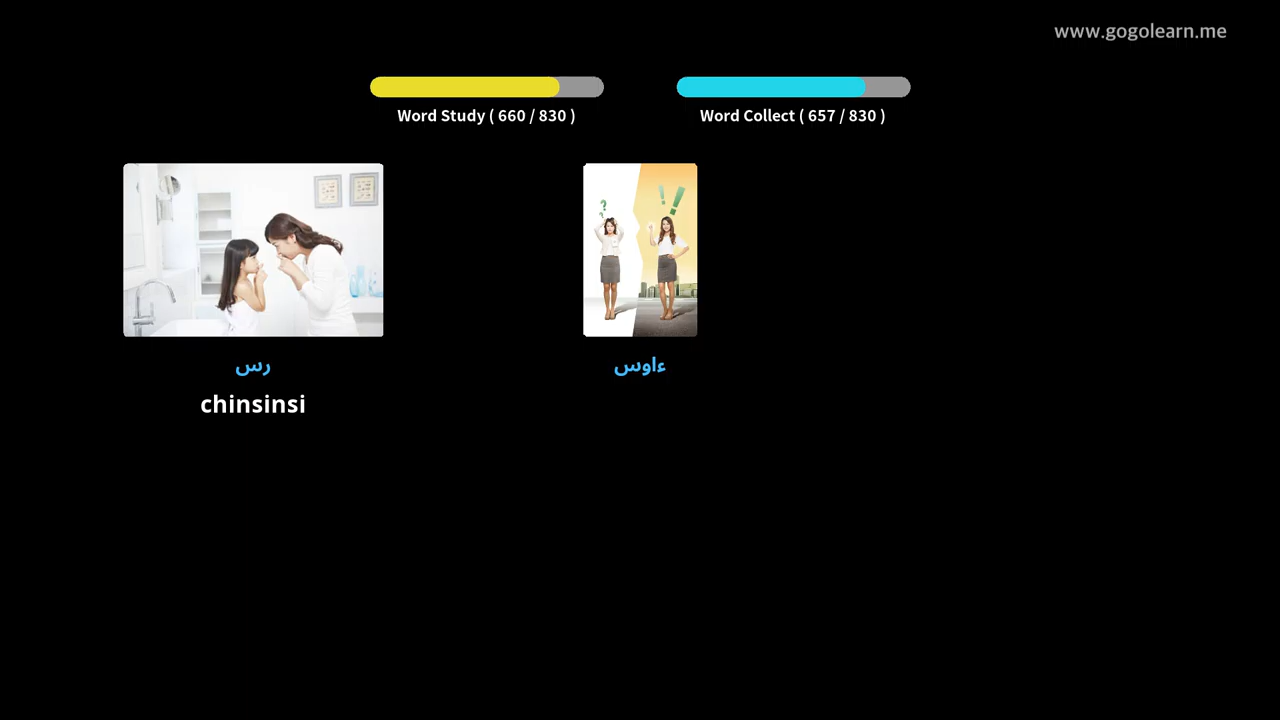 www.gogolearn.me
Word Study ( 660 / 830 )
Word Collect ( 657 / 830 )
رس
chinsinsi
ءاوس